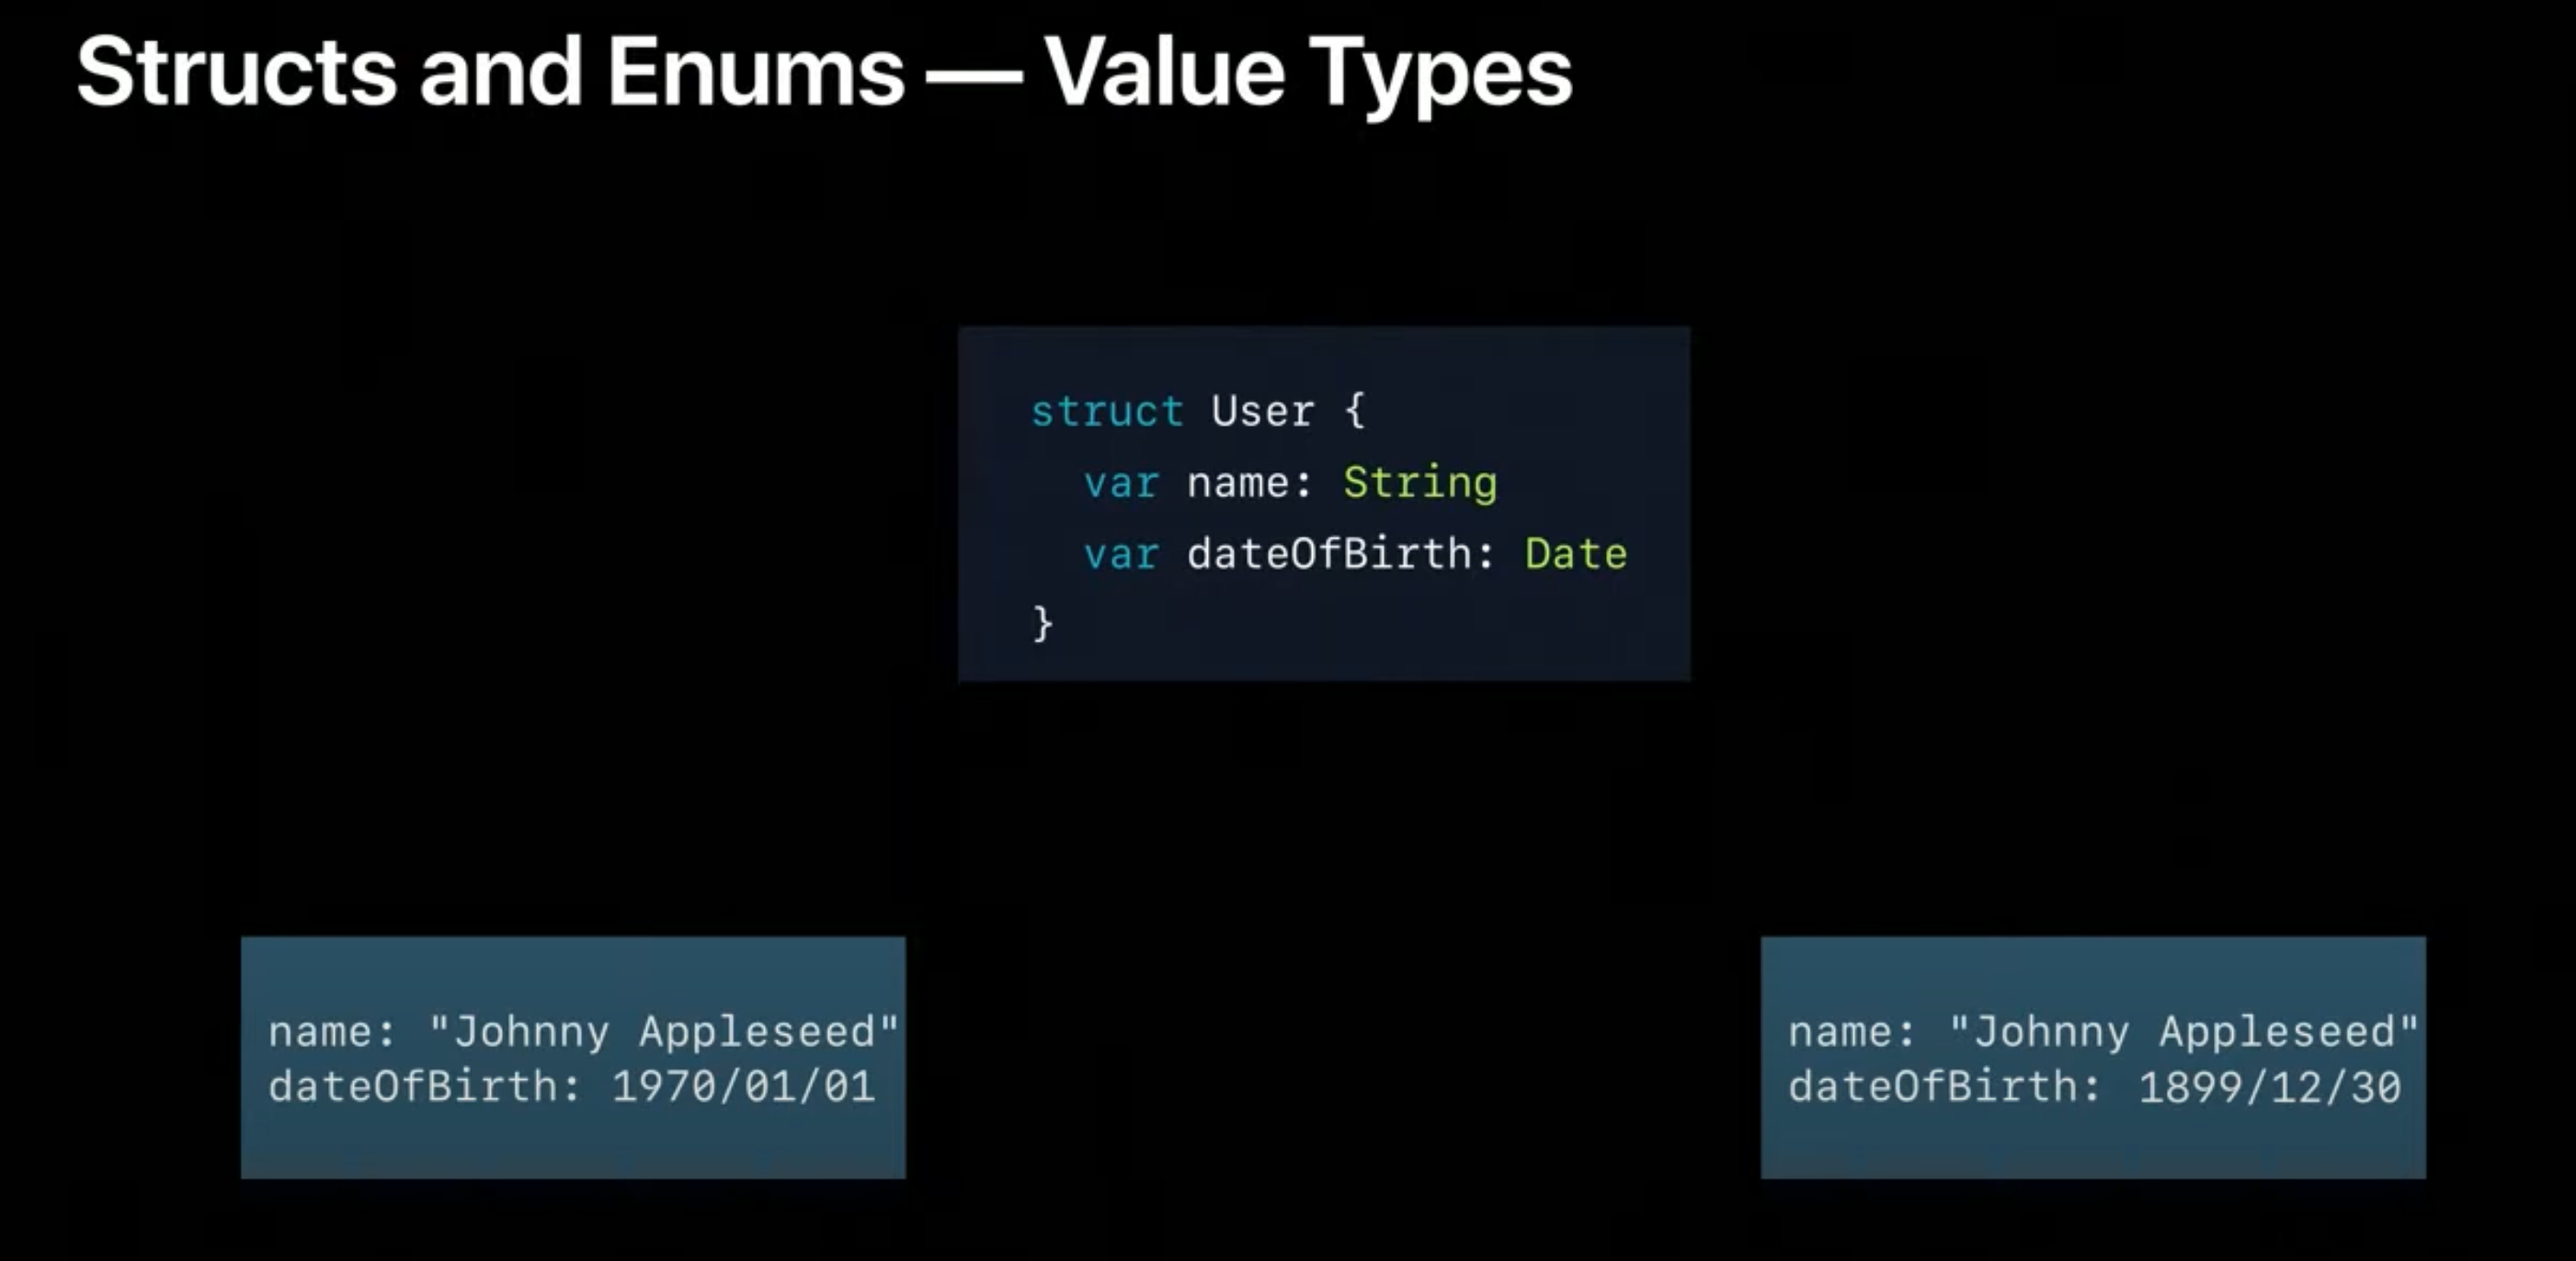 Structs and Enums — Value Types
struct User {
  var name: String
  var dateOfBirth: Date
}
name: "Johnny Appleseed"
dateOfBirth: 1970/01/01
name: "Johnny Appleseed"
dateOfBirth: 1899/12/30